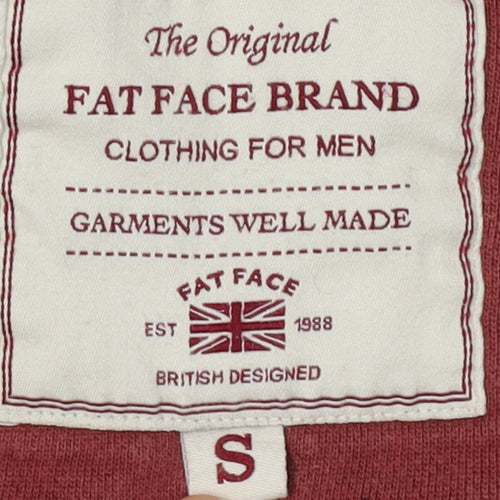 The Original
FAT FACE BRAND
CLOTHING FOR MEN
GARMENTS WELL MADE
FAT FACE
EST 1988
BRITISH DESIGNED
S